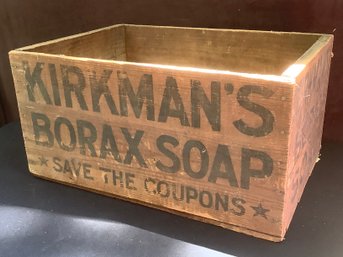 KIRKMAN'S
BORAX SOAP
★ SAVE THE COUPONS ★